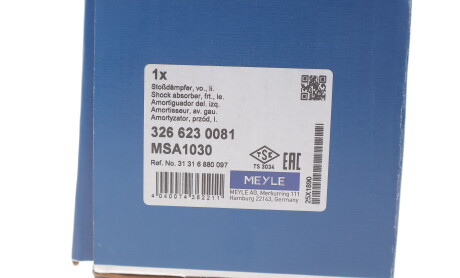 1x
Stoßdämpfer, vo., li.
Shock absorber, frt., le.
Amortiguador del. izq.
Amortisseur, av. gau.
Amortyzator, przód, l.
326 623 0081
MSA1030
Ref. No. 31 31 6 880 097
TSE
TS 3034
EAC
MEYLE
MEYLE AG, Merkurring 111
Hamburg 22143, Germany
4 040074 382211
25X1890